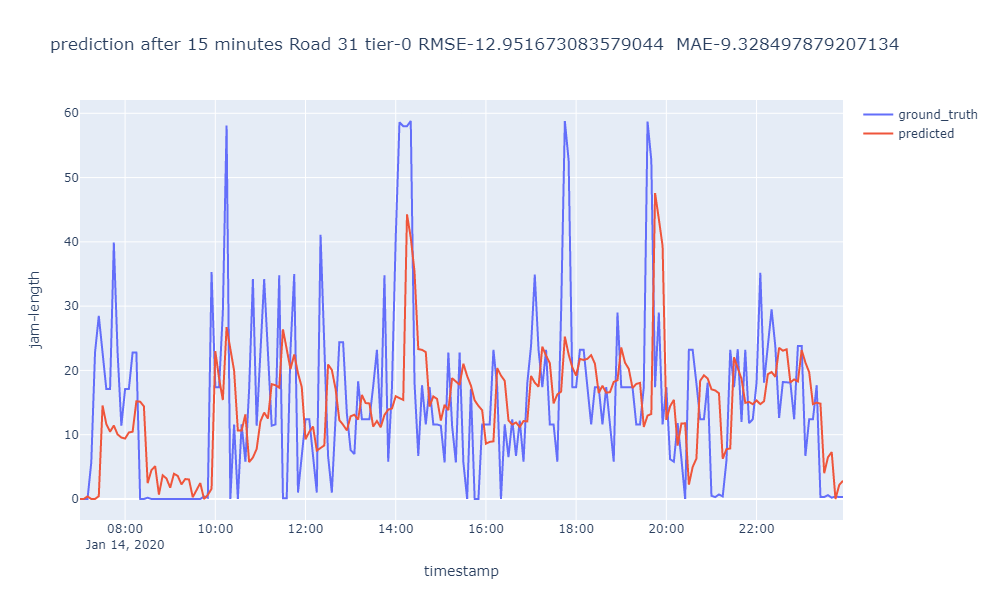 prediction after 15 minutes Road 31 tier-0 RMSE-12.951673083579044  MAE-9.328497879207134
ground_truth
predicted
60
50
40
30
20
10
0
jam-length
08:00 10:00 12:00 14:00 16:00 18:00 20:00 22:00
Jan 14, 2020
timestamp